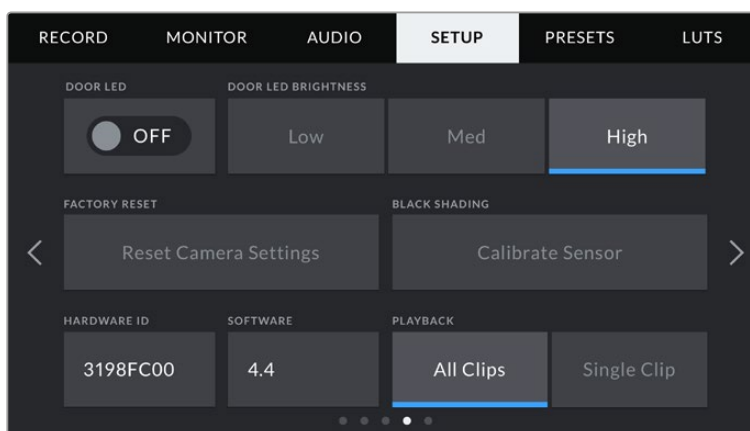 RECORD MONITOR AUDIO SETUP PRESETS LUTS
DOOR LED DOOR LED BRIGHTNESS
OFF Low Med High
FACTORY RESET BLACK SHADING
Reset Camera Settings Calibrate Sensor
HARDWARE ID SOFTWARE PLAYBACK
3198FC00 4.4 All Clips Single Clip